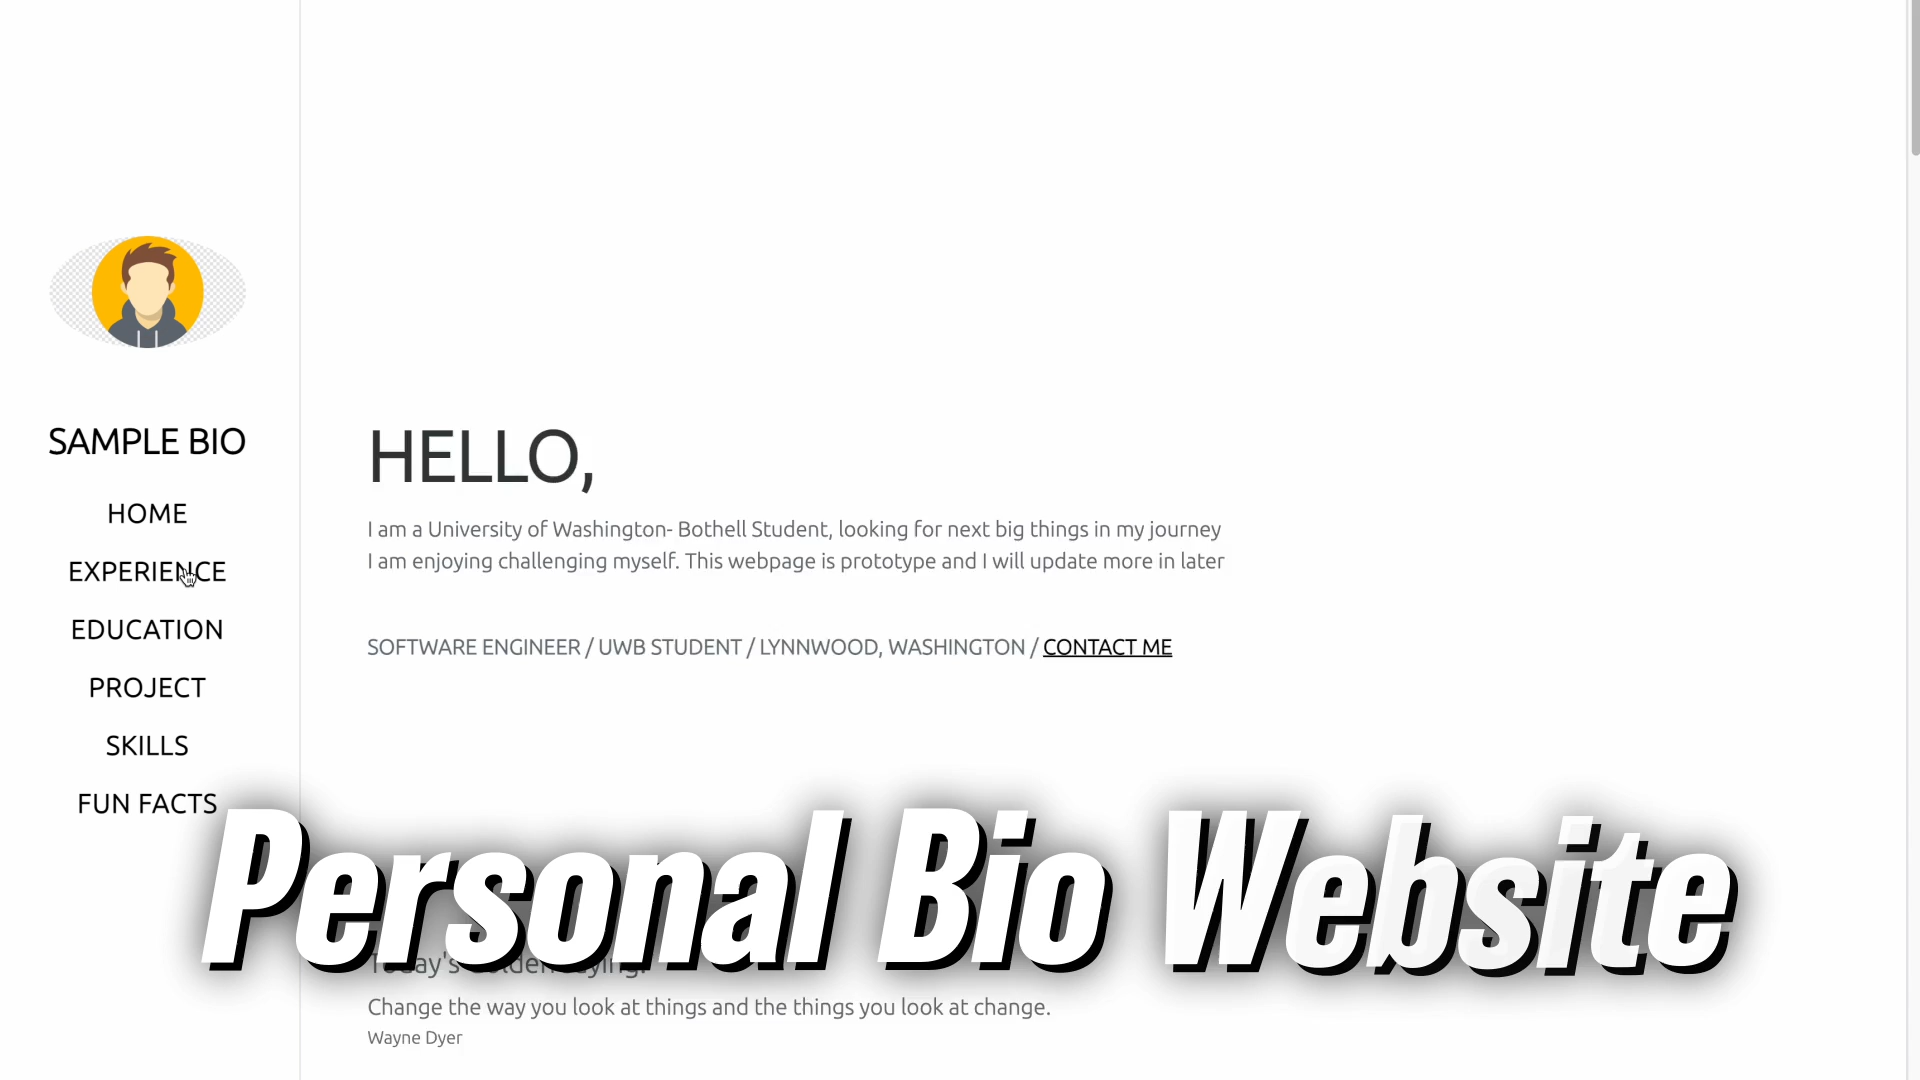 SAMPLE BIO
HOME
EXPERIENCE
EDUCATION
PROJECT
SKILLS
FUN FACTS
HELLO,
I am a University of Washington- Bothell Student, looking for next big things in my journey
I am enjoying challenging myself. This webpage is prototype and I will update more in later
SOFTWARE ENGINEER / UWB STUDENT / LYNNWOOD, WASHINGTON / CONTACT ME
Personal Bio Website
Today's Golden Saying:
Change the way you look at things and the things you look at change.
Wayne Dyer